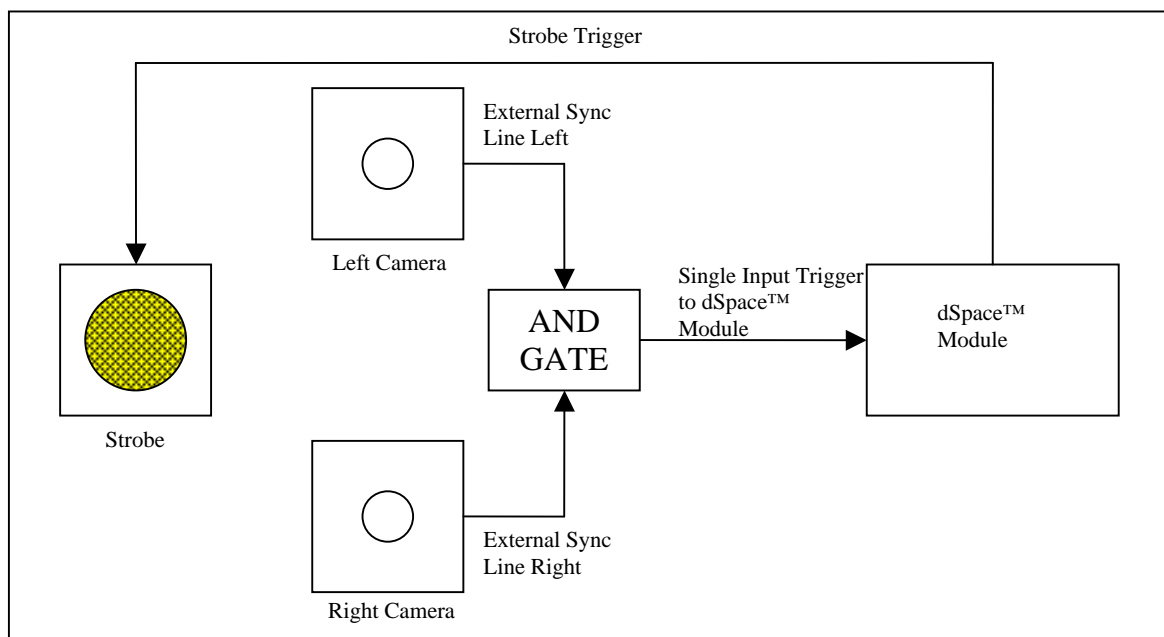 Strobe Trigger
External Sync
Line Left
Left Camera
Single Input Trigger
to dSpace™
Module
dSpace™
Module
AND
GATE
Strobe
External Sync
Line Right
Right Camera